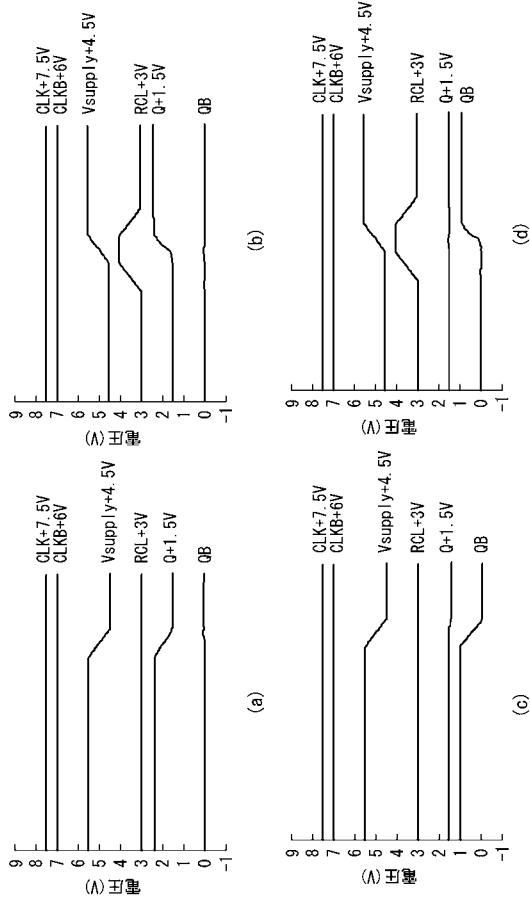 9
8
7
6
5
4
3
2
1
0
-1
電圧(V)
CLK+7.5V
CLKB+6V
Vsupply+4.5V
RCL+3V
Q+1.5V
QB
(a)
9
8
7
6
5
4
3
2
1
0
-1
電圧(V)
CLK+7.5V
CLKB+6V
Vsupply+4.5V
RCL+3V
Q+1.5V
QB
(b)
9
8
7
6
5
4
3
2
1
0
-1
電圧(V)
CLK+7.5V
CLKB+6V
Vsupply+4.5V
RCL+3V
Q+1.5V
QB
(c)
9
8
7
6
5
4
3
2
1
0
-1
電圧(V)
CLK+7.5V
CLKB+6V
Vsupply+4.5V
RCL+3V
Q+1.5V
QB
(d)